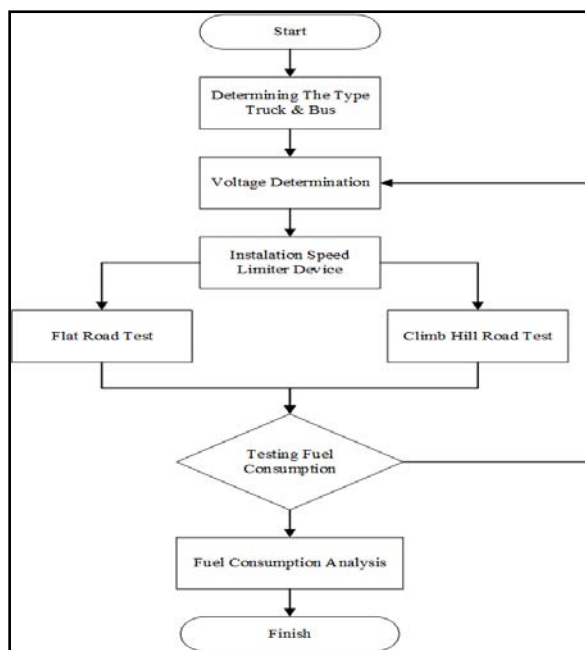 Start
Determining The Type
Truck & Bus
Voltage Determination
Instalation Speed
Limiter Device
Flat Road Test
Climb Hill Road Test
Testing Fuel
Consumption
Fuel Consumption Analysis
Finish